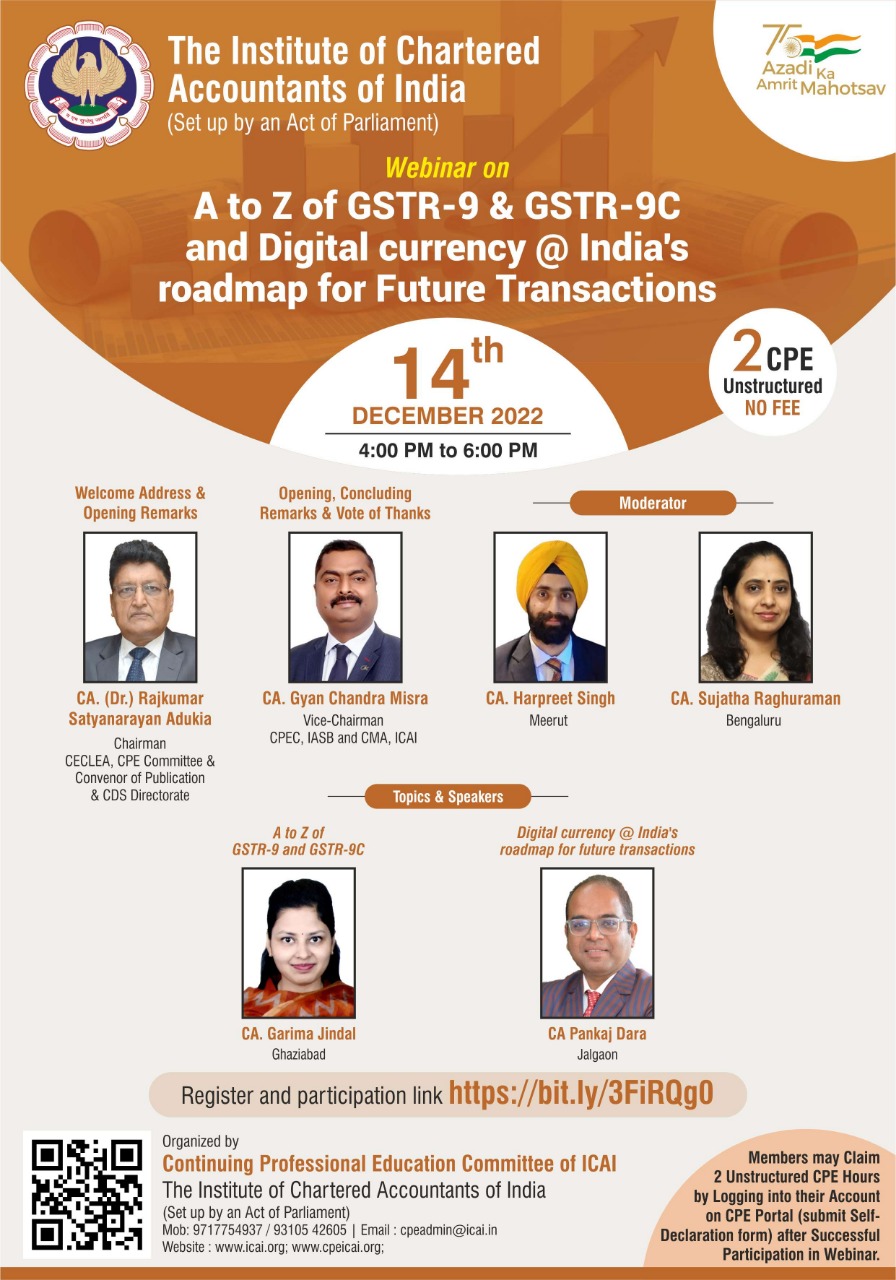 The Institute of Chartered
Accountants of India
(Set up by an Act of Parliament)
75
Azadi Ka
Amrit Mahotsav
Webinar on
A to Z of GSTR-9 & GSTR-9C
and Digital currency @ India's
roadmap for Future Transactions
14th
DECEMBER 2022
4:00 PM to 6:00 PM
2 CPE
Unstructured
NO FEE
Welcome Address &
Opening Remarks
CA. (Dr.) Rajkumar
Satyanarayan Adukia
Chairman
CECLEA, CPE Committee &
Convenor of Publication
& CDS Directorate
Opening, Concluding
Remarks & Vote of Thanks
CA. Gyan Chandra Misra
Vice-Chairman
CPEC, IASB and CMA, ICAI
Moderator
CA. Harpreet Singh
Meerut
CA. Sujatha Raghuraman
Bengaluru
Topics & Speakers
A to Z of
GSTR-9 and GSTR-9C
CA. Garima Jindal
Ghaziabad
Digital currency @ India's
roadmap for future transactions
CA Pankaj Dara
Jalgaon
Register and participation link https://bit.ly/3FiRQg0
Organized by
Continuing Professional Education Committee of ICAI
The Institute of Chartered Accountants of India
(Set up by an Act of Parliament)
Mob: 9717754937 / 93105 42605 | Email : cpeadmin@icai.in
Website : www.icai.org; www.cpeicai.org;
Members may Claim
2 Unstructured CPE Hours
by Logging into their Account
on CPE Portal (submit Self-
Declaration form) after Successful
Participation in Webinar.